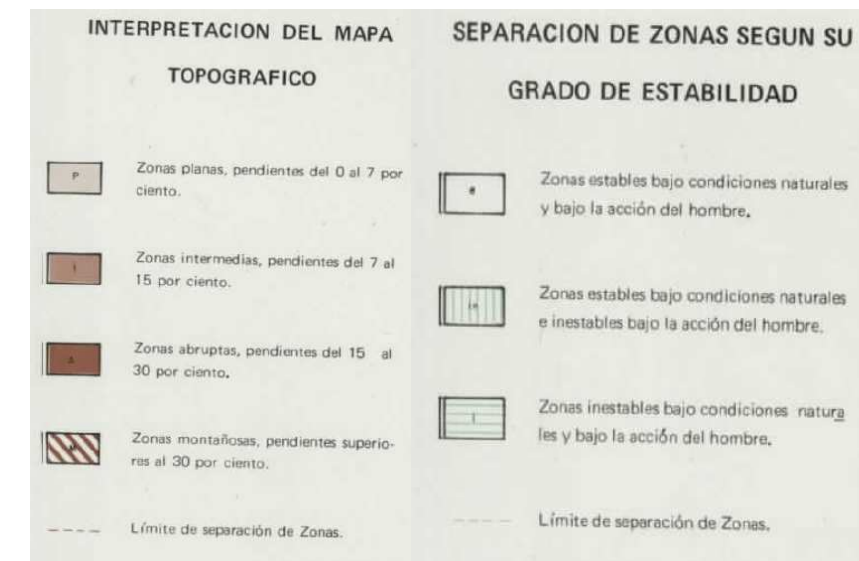 INTERPRETACION DEL MAPA
TOPOGRAFICO
P
Zonas planas, pendientes del 0 al 7 por
ciento.
I
Zonas intermedias, pendientes del 7 al
15 por ciento.
A
Zonas abruptas, pendientes del 15 al
30 por ciento.
M
Zonas montañosas, pendientes superio-
res al 30 por ciento.
Límite de separación de Zonas.
SEPARACION DE ZONAS SEGUN SU
GRADO DE ESTABILIDAD
e
Zonas estables bajo condiciones naturales
y bajo la acción del hombre.
Zonas estables bajo condiciones naturales
e inestables bajo la acción del hombre.
I
Zonas inestables bajo condiciones natura
les y bajo la acción del hombre.
Límite de separación de Zonas.